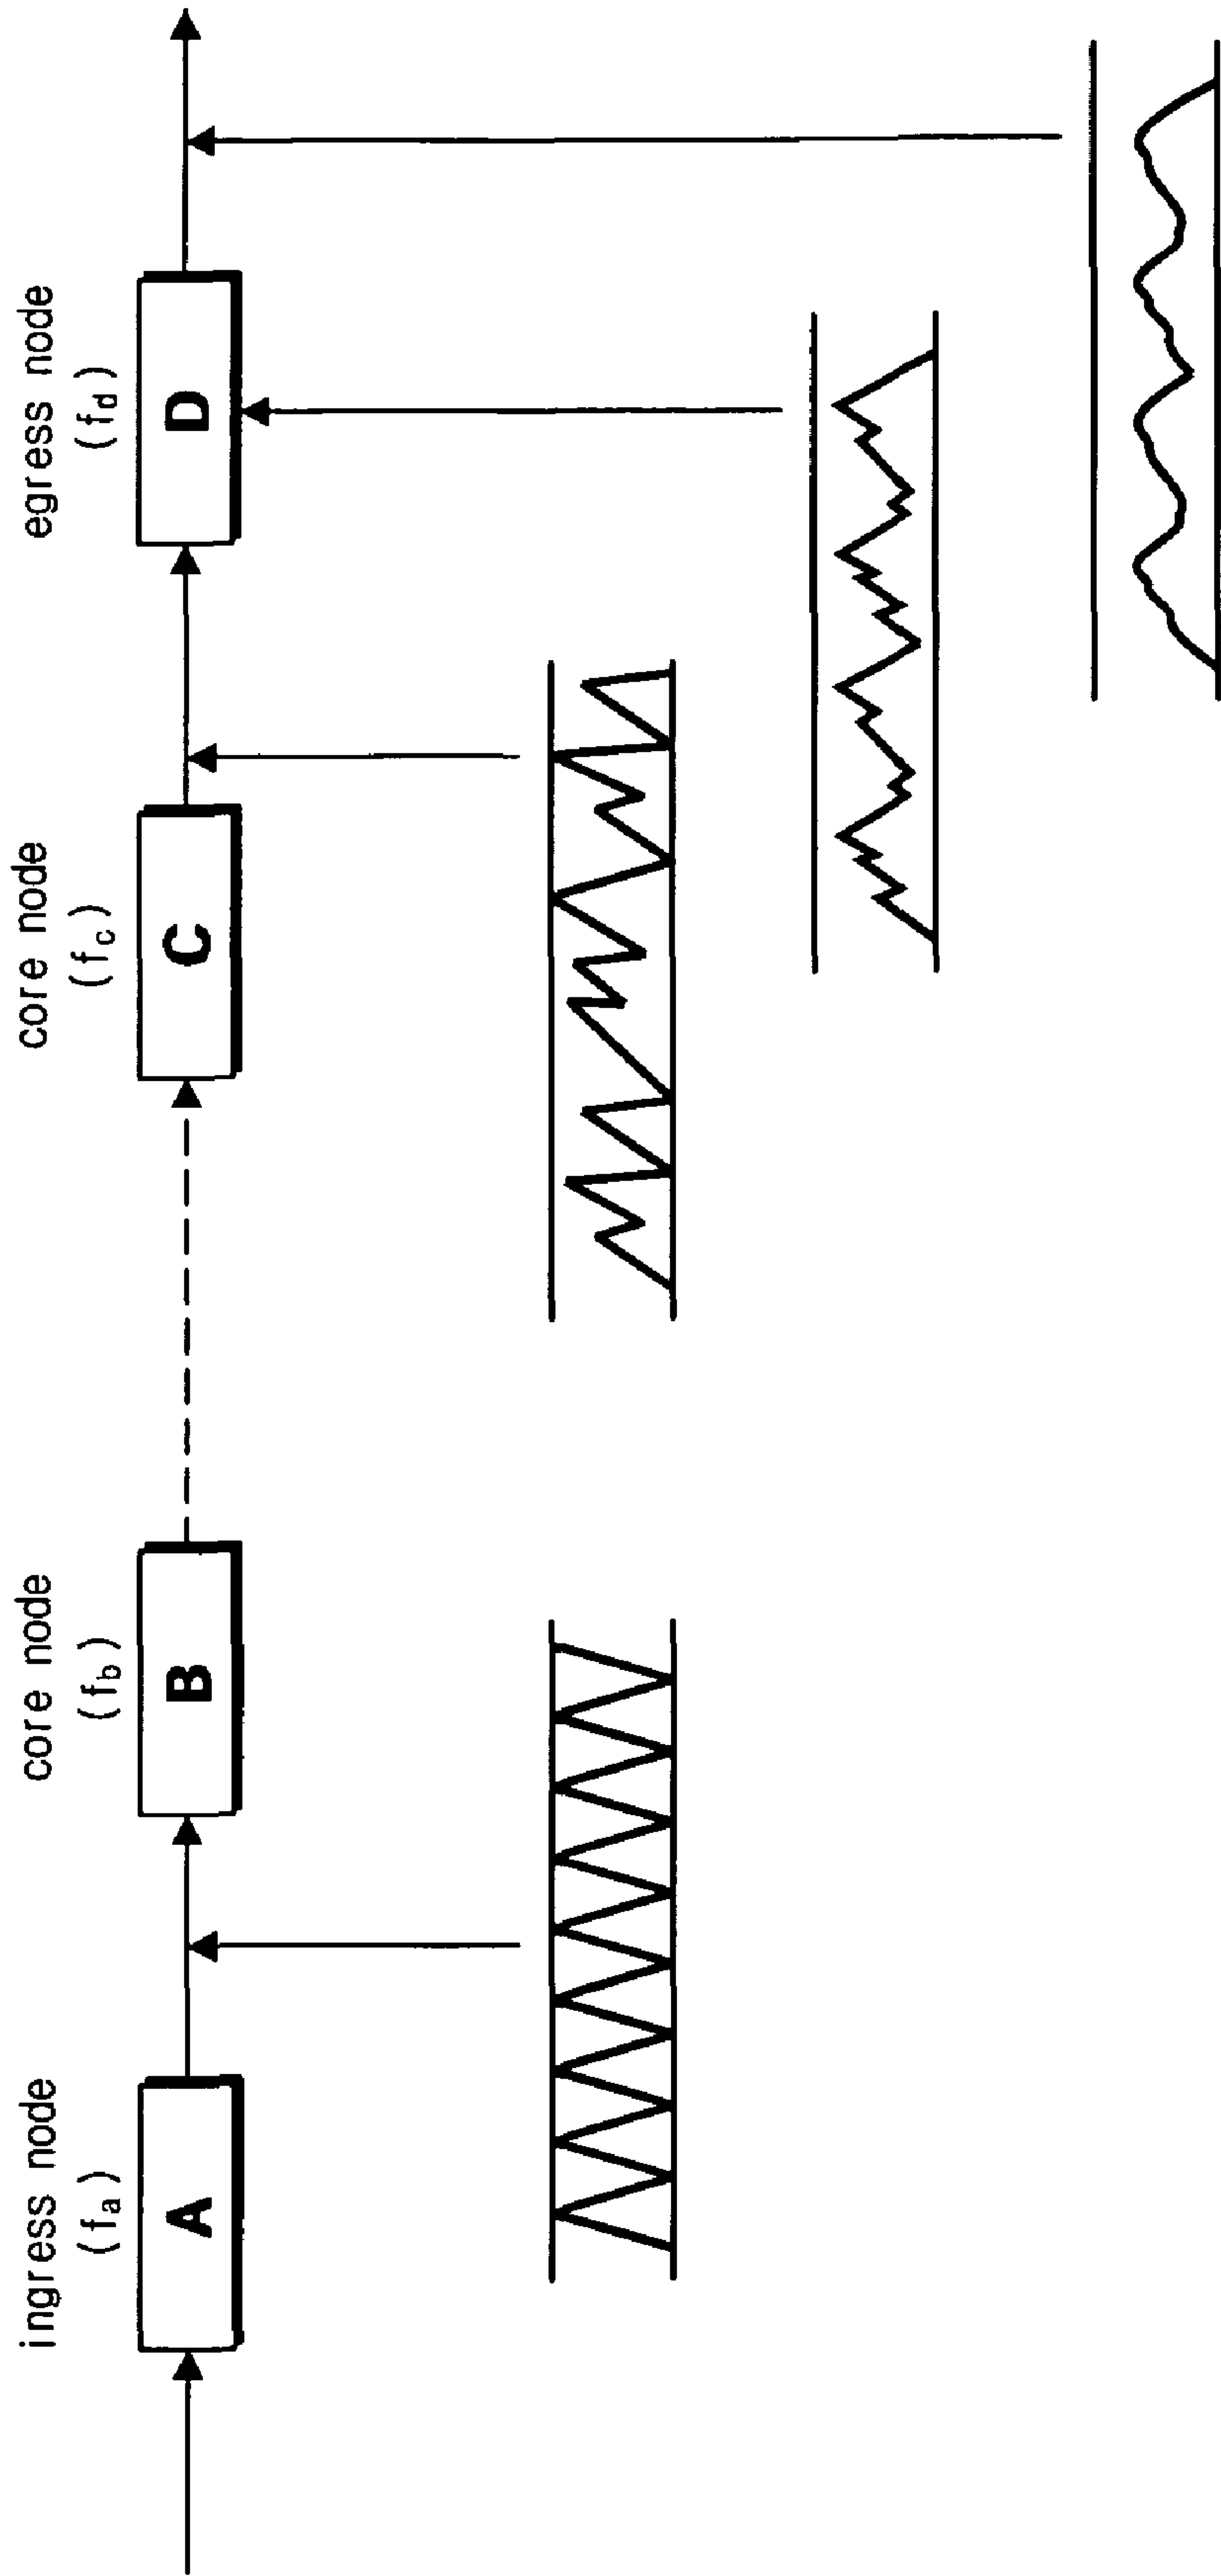 ingress node
(fa)
A
core node
(fb)
B
core node
(fc)
C
egress node
(fd)
D